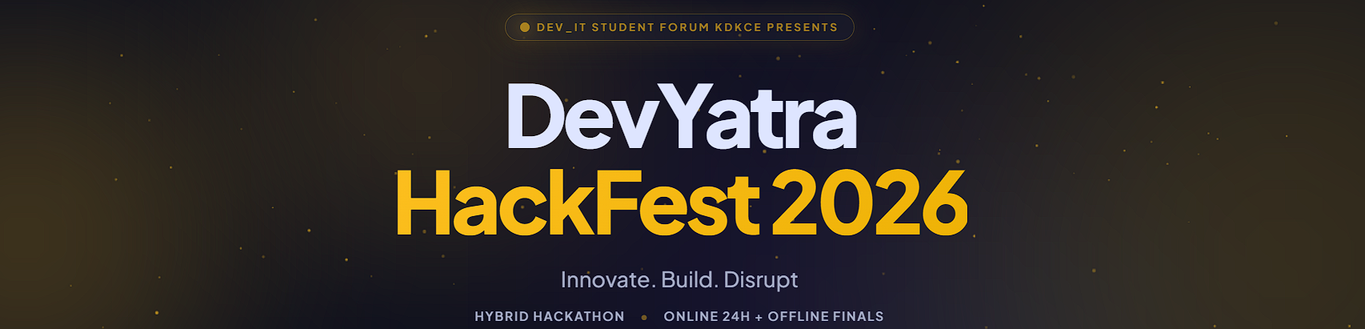 DEV_IT STUDENT FORUM KDKCE PRESENTS
DevYatra
HackFest 2026
Innovate. Build. Disrupt
HYBRID HACKATHON • ONLINE 24H + OFFLINE FINALS